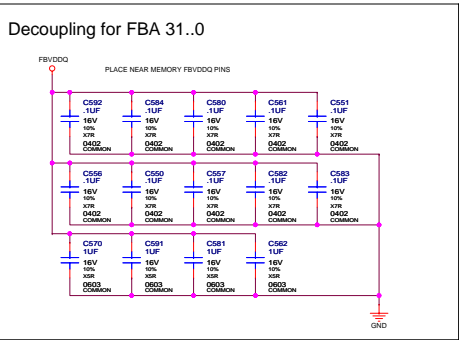 Decoupling for FBA 31..0
FBVDDQ
PLACE NEAR MEMORY FBVDDQ PINS
C592 C584 C580 C561 C551
.1UF .1UF .1UF .1UF .1UF
16V 16V 16V 16V 16V
10% 10% 10% 10% 10%
X7R X7R X7R X7R X7R
0402 0402 0402 0402 0402
COMMON COMMON COMMON COMMON COMMON
C556 C550 C557 C582 C583
.1UF .1UF .1UF .1UF .1UF
16V 16V 16V 16V 16V
10% 10% 10% 10% 10%
X7R X7R X7R X7R X7R
0402 0402 0402 0402 0402
COMMON COMMON COMMON COMMON COMMON
C570 C591 C581 C562
1UF 1UF 1UF 1UF
16V 16V 16V 16V
10% 10% 10% 10%
X5R X5R X5R X5R
0603 0603 0603 0603
COMMON COMMON COMMON COMMON
GND